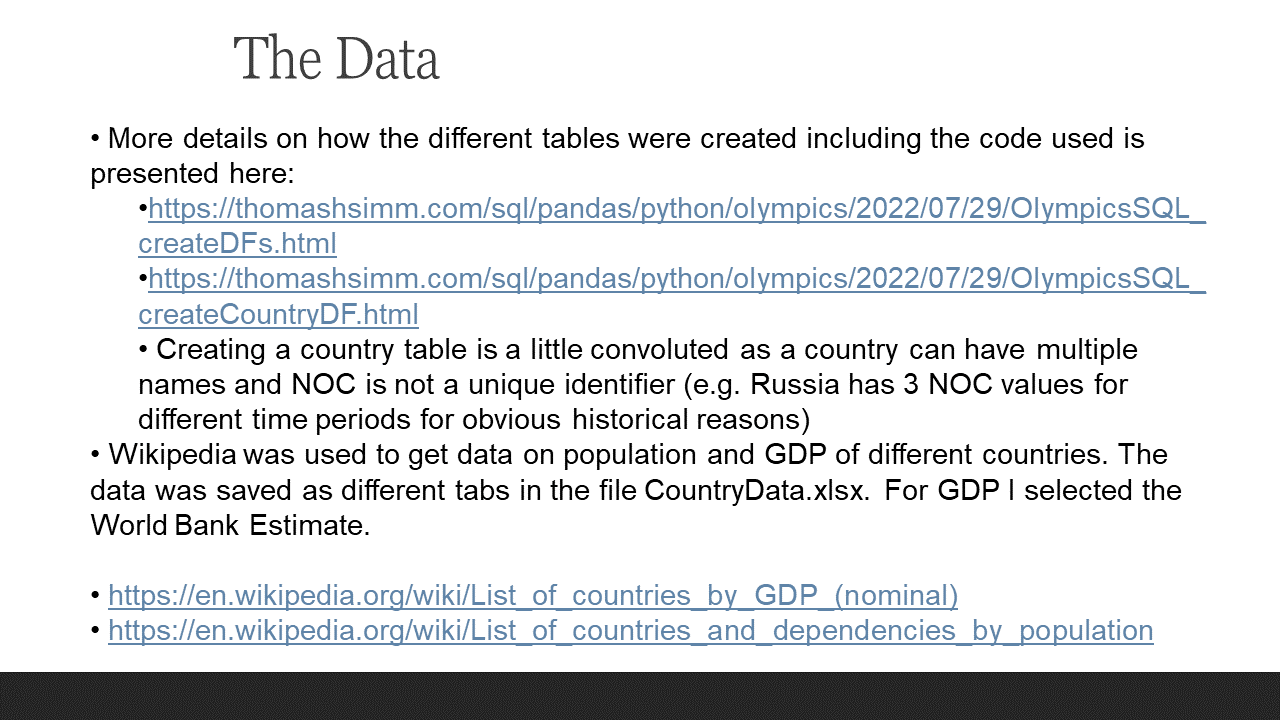 The Data
• More details on how the different tables were created including the code used is
presented here:
•https://thomashsimm.com/sql/pandas/python/olympics/2022/07/29/OlympicsSQL_
createDFs.html
•https://thomashsimm.com/sql/pandas/python/olympics/2022/07/29/OlympicsSQL_
createCountryDF.html
• Creating a country table is a little convoluted as a country can have multiple
names and NOC is not a unique identifier (e.g. Russia has 3 NOC values for
different time periods for obvious historical reasons)
• Wikipedia was used to get data on population and GDP of different countries. The
data was saved as different tabs in the file CountryData.xlsx. For GDP I selected the
World Bank Estimate.
• https://en.wikipedia.org/wiki/List_of_countries_by_GDP_(nominal)
• https://en.wikipedia.org/wiki/List_of_countries_and_dependencies_by_population